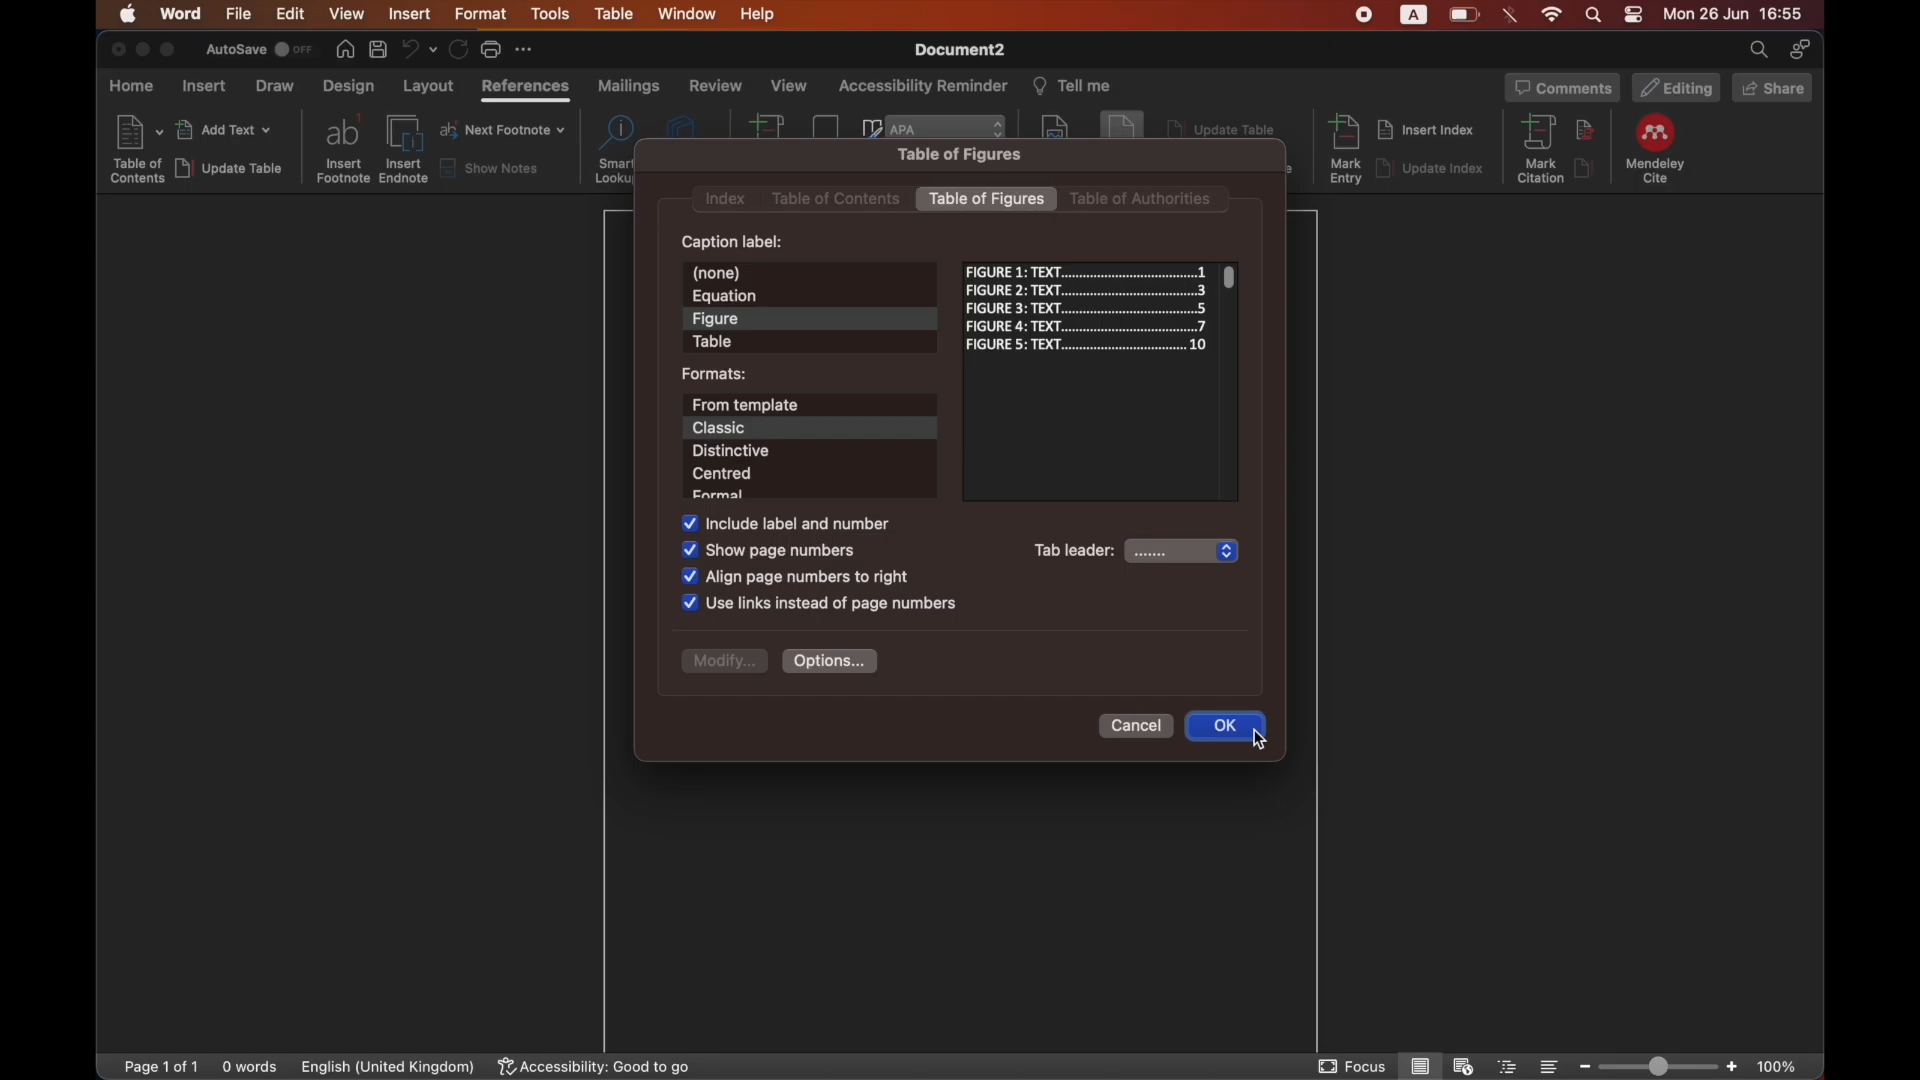 Word File Edit View Insert Format Tools Table Window Help A Mon 26 Jun 16:55
AutoSave OFF Document2
Home Insert Draw Design Layout References Mailings Review View Accessibility Reminder Tell me Comments Editing Share
Table of Contents
Add Text
Update Table
ab
Insert Footnote
Insert Endnote
ab Next Footnote
Show Notes
Smart
APA
Update Table
Mark Entry
Insert Index
Update Index
Mark Citation
Mendeley Cite
Table of Figures
Index Table of Contents Table of Figures Table of Authorities
Caption label:
(none)
Equation
Figure
Table
FIGURE 1: TEXT.....................................1
FIGURE 2: TEXT.....................................3
FIGURE 3: TEXT.....................................5
FIGURE 4: TEXT.....................................7
FIGURE 5: TEXT.................................. 10
Formats:
From template
Classic
Distinctive
Centred
Formal
Include label and number
Show page numbers
Tab leader: .......
Align page numbers to right
Use links instead of page numbers
Modify... Options...
Cancel OK
Page 1 of 1 0 words English (United Kingdom) Accessibility: Good to go Focus 100%